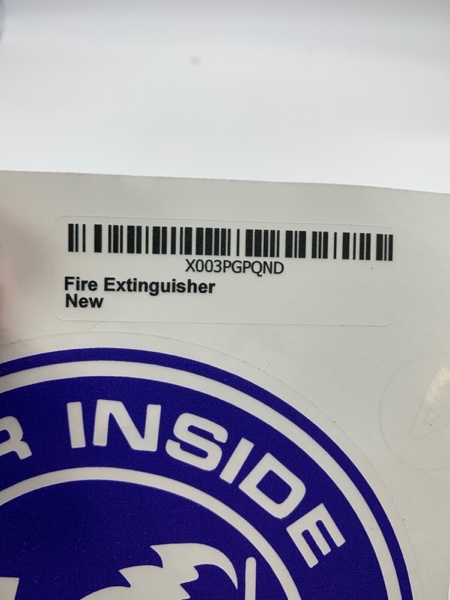 X003PGPQND
Fire Extinguisher
New
R INSIDE